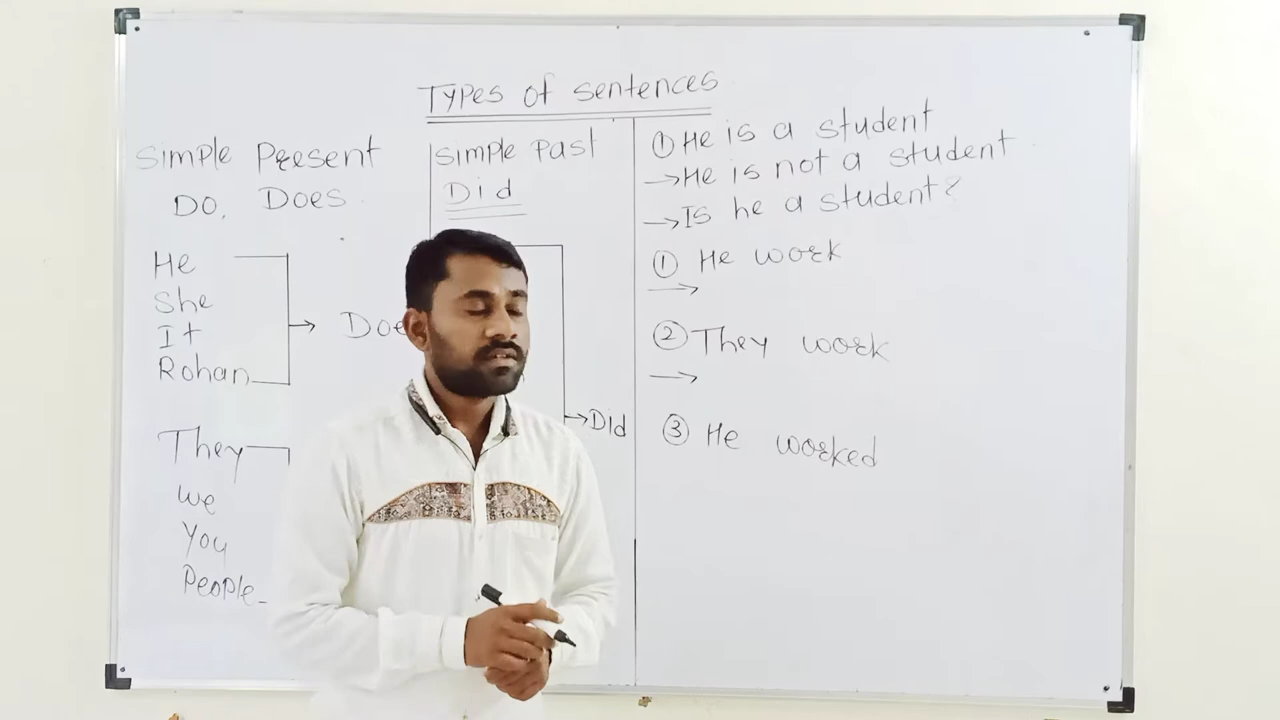 Types of sentences
Simple Present
Do, Does
He
She
It
Rohan
Doe
They
We
You
People
Simple Past
Did
Did
① He is a student
→ He is not a student
→ Is he a student?
① He work
→
② They work
→
③ He worked